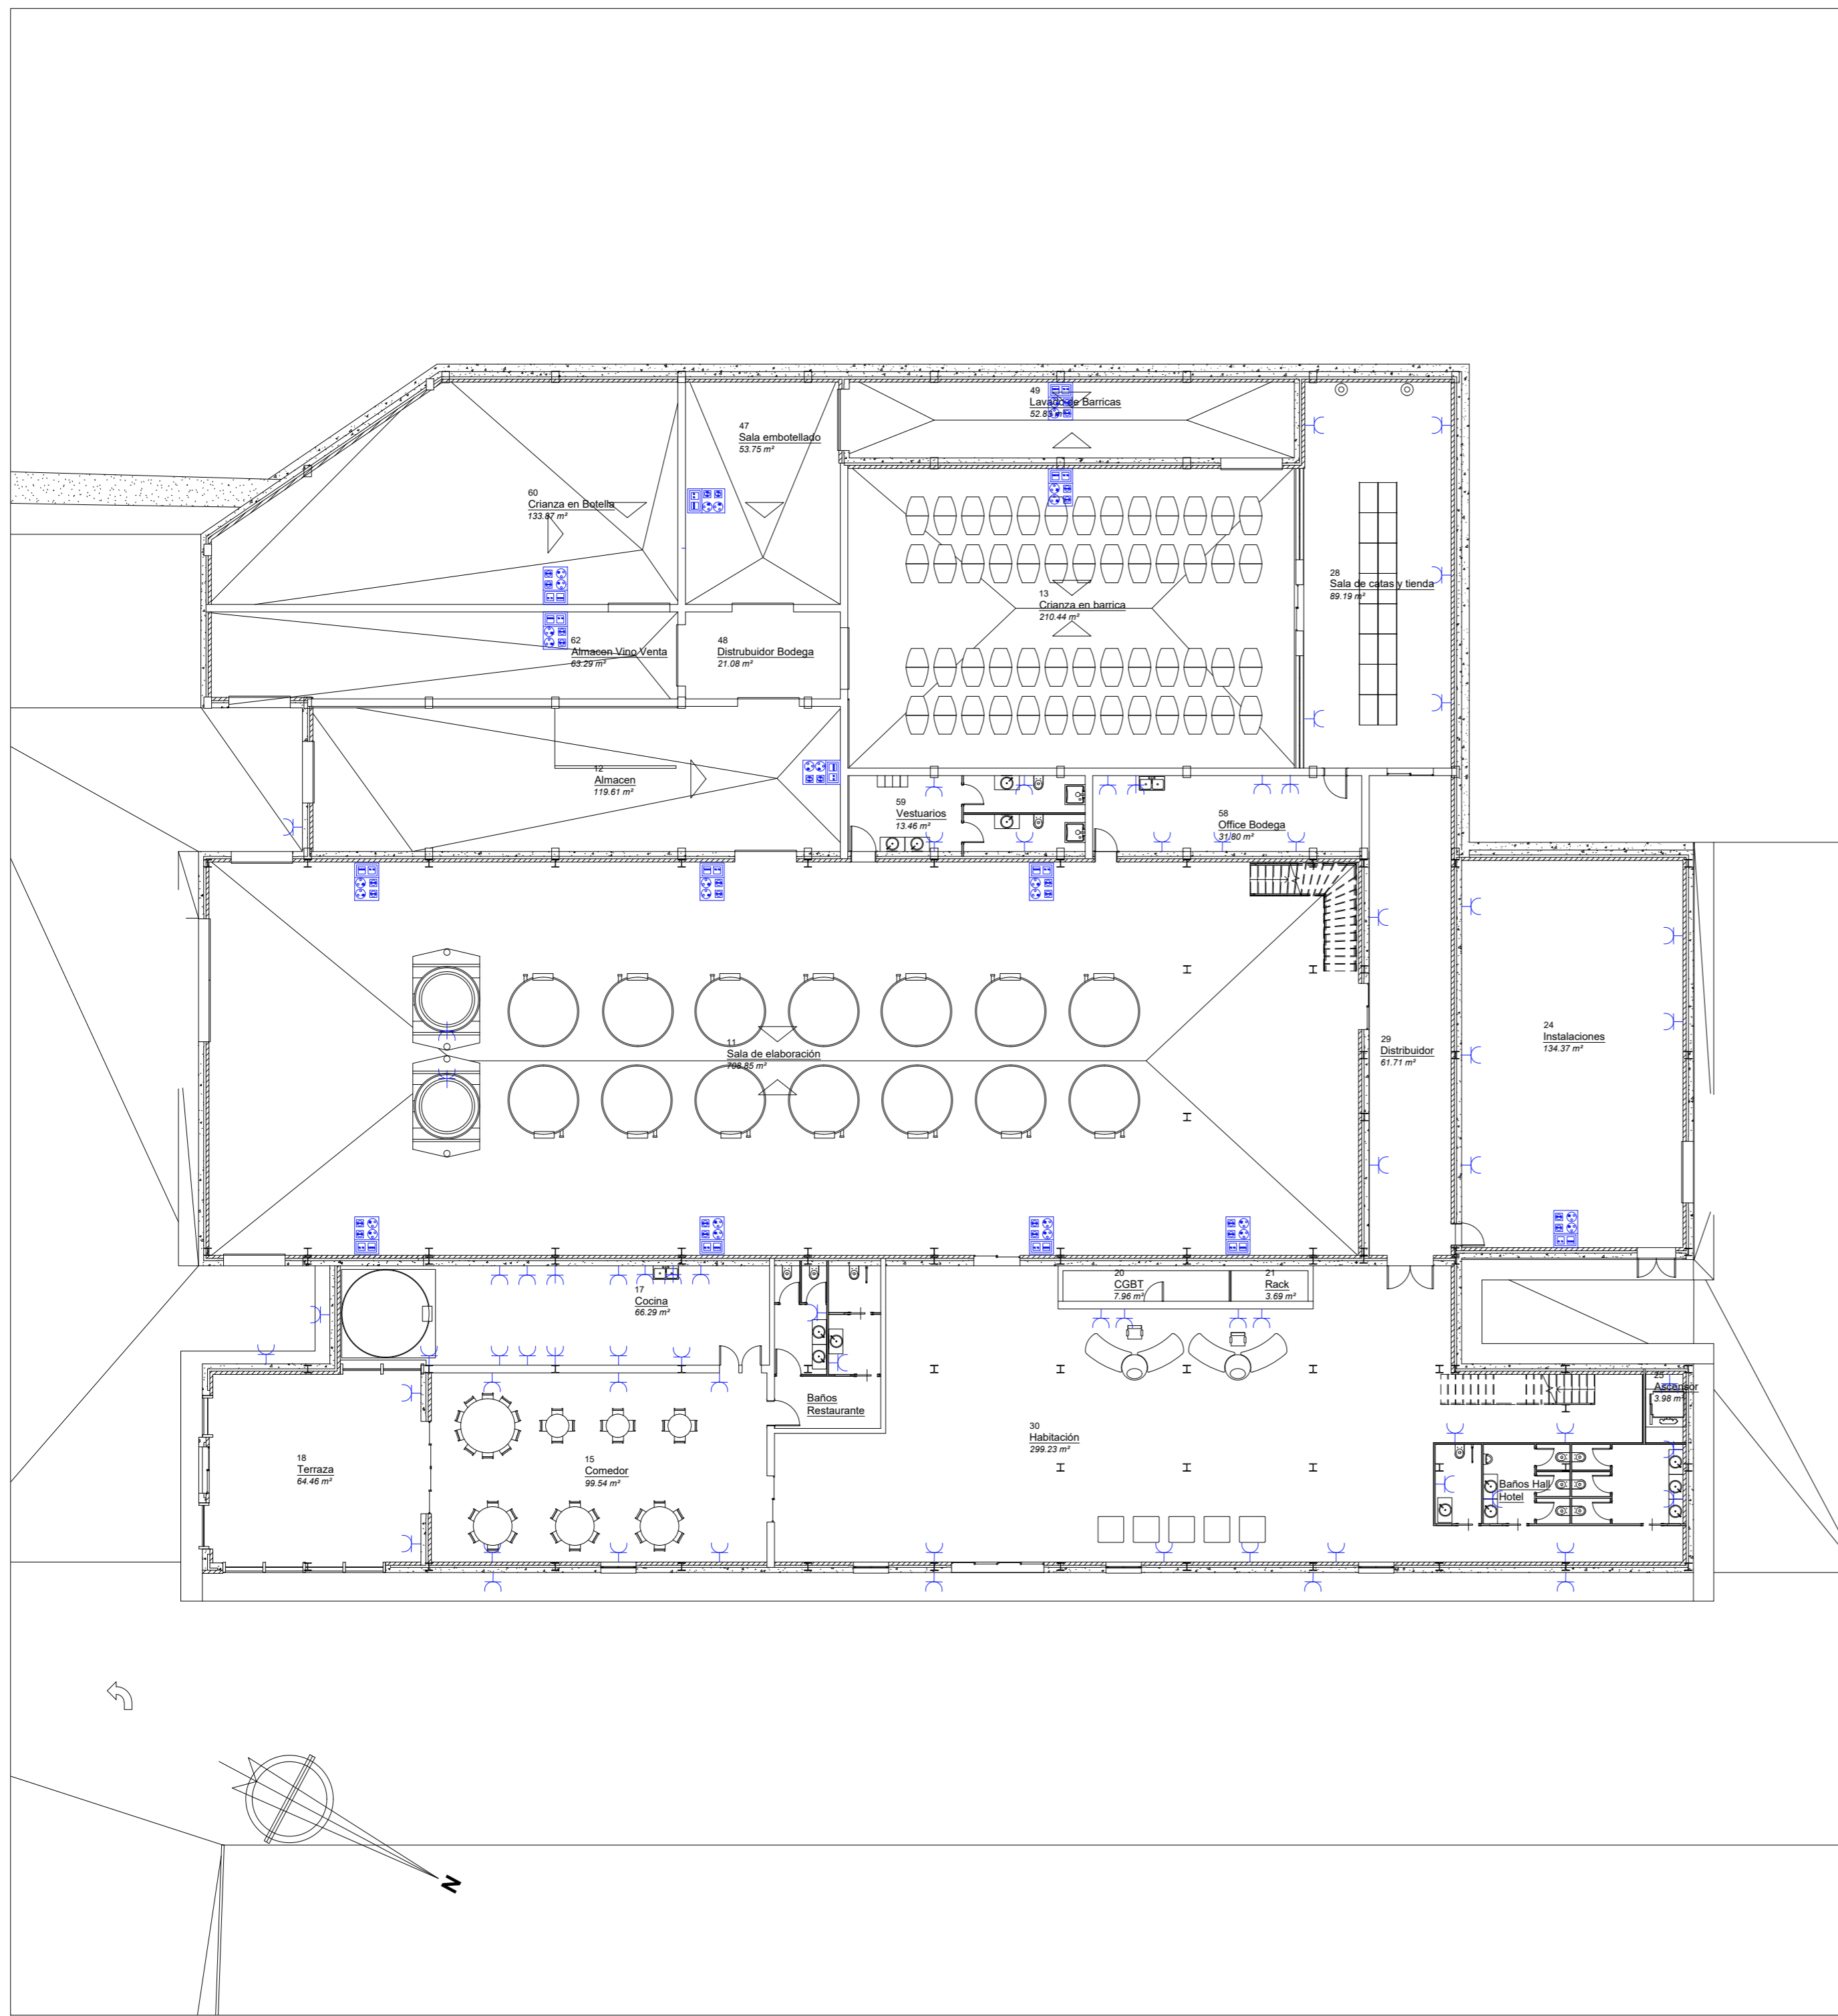 49
Lavado de Barricas
52.83 m²
47
Sala embotellado
53.75 m²
60
Crianza en Botella
133.87 m²
28
Sala de catas y tienda
89.19 m²
13
Crianza en barrica
210.44 m²
62
Almacen Vino Venta
63.29 m²
48
Distrubuidor Bodega
21.08 m²
12
Almacen
119.61 m²
59
Vestuarios
13.46 m²
58
Office Bodega
31.80 m²
11
Sala de elaboración
708.85 m²
29
Distribuidor
61.71 m²
24
Instalaciones
134.37 m²
17
Cocina
66.29 m²
20
CGBT
7.96 m²
21
Rack
3.69 m²
25
Ascensor
3.98 m²
Baños
Restaurante
30
Habitación
299.23 m²
18
Terraza
64.46 m²
15
Comedor
99.54 m²
Baños Hall
Hotel
N